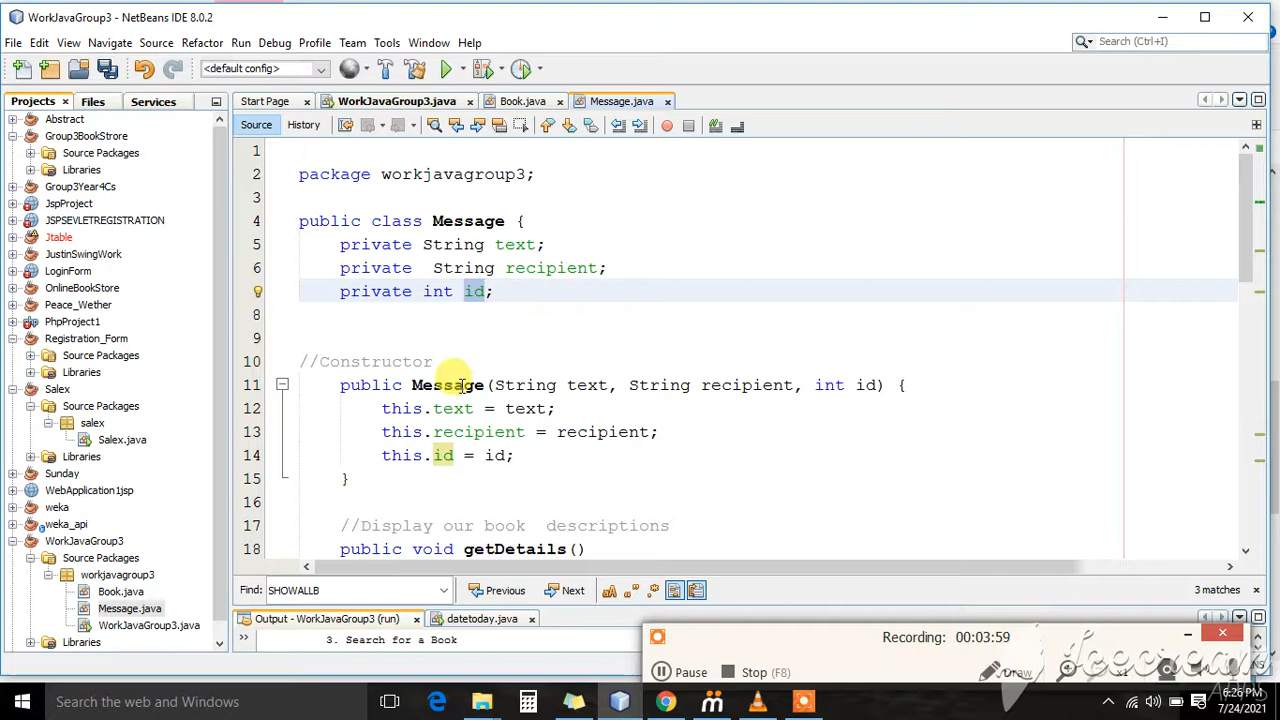 WorkJavaGroup3 - NetBeans IDE 8.0.2
File Edit View Navigate Source Refactor Run Debug Profile Team Tools Window Help
Search (Ctrl+I)
<default config>
Projects Files Services
Start Page WorkJavaGroup3.java Book.java Message.java
Source History
Abstract
Group3BookStrore
Source Packages
Libraries
Group3Year4Cs
JspProject
JSPSEVLETREGISTRATION
Jtable
JustinSwingWork
LoginForm
OnlineBookStore
Peace_Wether
PhpProject1
Registration_Form
Source Packages
Libraries
Salex
Source Packages
salex
Salex.java
Libraries
Sunday
WebApplication1jsp
weka
weka_api
WorkJavaGroup3
Source Packages
workjavagroup3
Book.java
Message.java
WorkJavaGroup3.java
Libraries
1
2 package workjavagroup3;
3
4 public class Message {
5 private String text;
6 private String recipient;
7 private int id;
8
9
10 //Constructor
11 public Message(String text, String recipient, int id) {
12 this.text = text;
13 this.recipient = recipient;
14 this.id = id;
15 }
16
17 //Display our book descriptions
18 public void getDetails()
Find: SHOWALLB Previous Next 3 matches
Output - WorkJavaGroup3 (run) datetoday.java
3. Search for a Book
Recording: 00:03:59
Pause Stop (F8) Draw x1
Icecream
Apps
Search the web and Windows
6:26 PM
7/24/2021